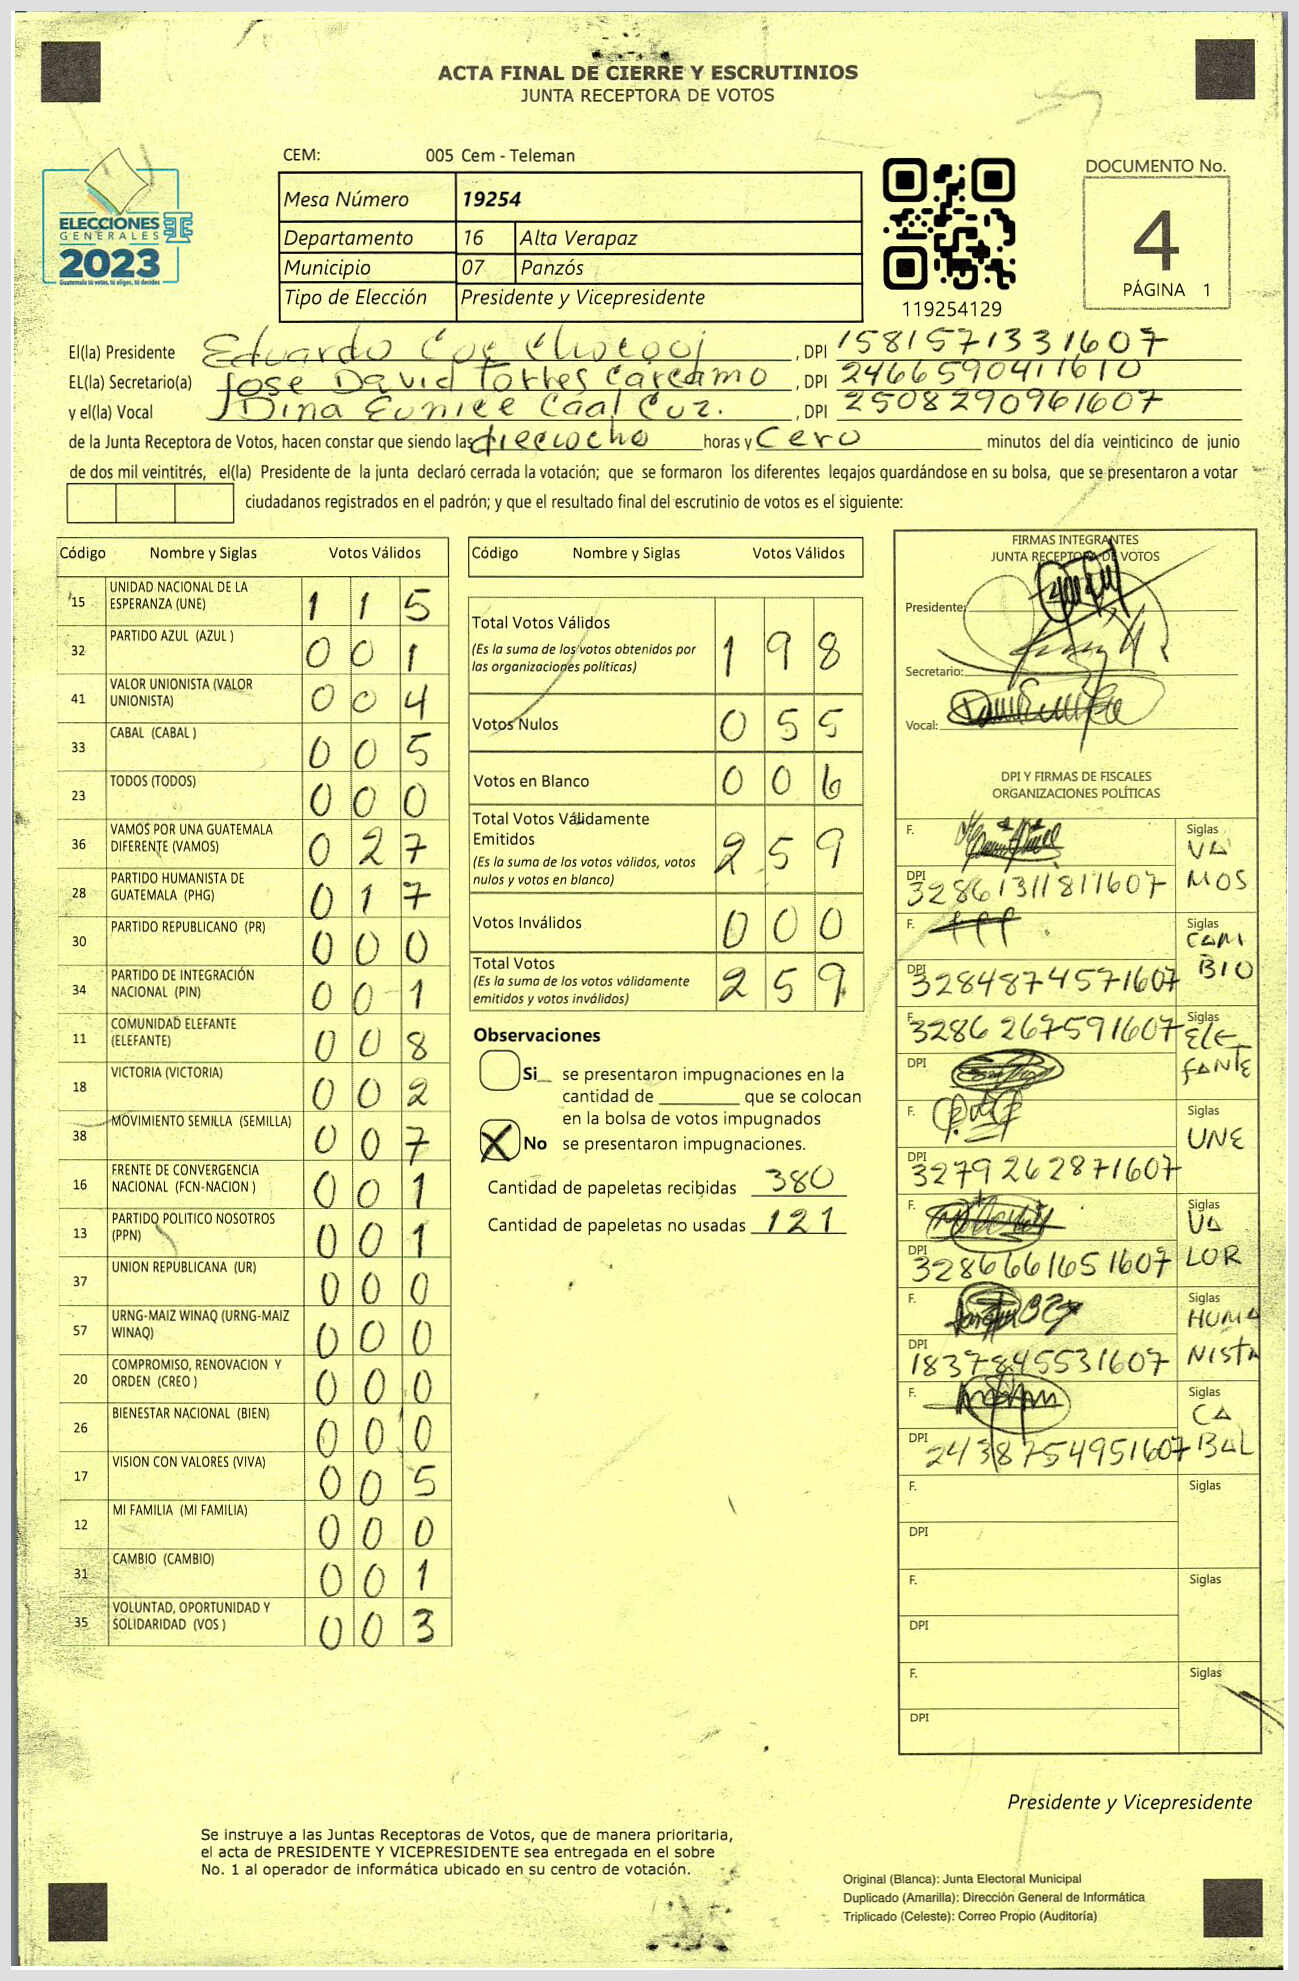 ACTA FINAL DE CIERRE Y ESCRUTINIOS
JUNTA RECEPTORA DE VOTOS
CEM: 005 Cem - Teleman
ELECCIONES
GENERALES
2023
Guatemala tú votas, tú eliges, tú decides
Mesa Número 19254
Departamento 16 Alta Verapaz
Municipio 07 Panzós
Tipo de Elección Presidente y Vicepresidente
119254129
DOCUMENTO No.
4
PÁGINA 1
El(la) Presidente Eduardo Coc Chocooj, DPI 1581571331607
EL(la) Secretario(a) Jose David Torres Carcamo, DPI 2466590411610
y el(la) Vocal Dina Eunice Caal Cuz., DPI 2508290961607
de la Junta Receptora de Votos, hacen constar que siendo las dieciocho horas y Cero minutos del día veinticinco de junio
de dos mil veintitrés, el(la) Presidente de la junta declaró cerrada la votación; que se formaron los diferentes legajos guardándose en su bolsa, que se presentaron a votar
ciudadanos registrados en el padrón; y que el resultado final del escrutinio de votos es el siguiente:
Código Nombre y Siglas Votos Válidos
15 UNIDAD NACIONAL DE LA ESPERANZA (UNE) 1 1 5
32 PARTIDO AZUL (AZUL ) 0 0 1
41 VALOR UNIONISTA (VALOR UNIONISTA) 0 0 4
33 CABAL (CABAL ) 0 0 5
23 TODOS (TODOS) 0 0 0
36 VAMOS POR UNA GUATEMALA DIFERENTE (VAMOS) 0 2 7
28 PARTIDO HUMANISTA DE GUATEMALA (PHG) 0 1 7
30 PARTIDO REPUBLICANO (PR) 0 0 0
34 PARTIDO DE INTEGRACIÓN NACIONAL (PIN) 0 0 1
11 COMUNIDAD ELEFANTE (ELEFANTE) 0 0 8
18 VICTORIA (VICTORIA) 0 0 2
38 MOVIMIENTO SEMILLA (SEMILLA) 0 0 7
16 FRENTE DE CONVERGENCIA NACIONAL (FCN-NACION ) 0 0 1
13 PARTIDO POLITICO NOSOTROS (PPN) 0 0 1
37 UNION REPUBLICANA (UR) 0 0 0
57 URNG-MAIZ WINAQ (URNG-MAIZ WINAQ) 0 0 0
20 COMPROMISO, RENOVACION Y ORDEN (CREO ) 0 0 0
26 BIENESTAR NACIONAL (BIEN) 0 0 0
17 VISION CON VALORES (VIVA) 0 0 5
12 MI FAMILIA (MI FAMILIA) 0 0 0
31 CAMBIO (CAMBIO) 0 0 1
35 VOLUNTAD, OPORTUNIDAD Y SOLIDARIDAD (VOS ) 0 0 3
Código Nombre y Siglas Votos Válidos
Total Votos Válidos 1 9 8
(Es la suma de los votos obtenidos por
las organizaciones políticas)
Votos Nulos 0 5 5
Votos en Blanco 0 0 6
Total Votos Válidamente
Emitidos 2 5 9
(Es la suma de los votos válidos, votos
nulos y votos en blanco)
Votos Inválidos 0 0 0
Total Votos 2 5 9
(Es la suma de los votos válidamente
emitidos y votos inválidos)
Observaciones
Si_ se presentaron impugnaciones en la
cantidad de ________ que se colocan
en la bolsa de votos impugnados
X No se presentaron impugnaciones.
Cantidad de papeletas recibidas 380
Cantidad de papeletas no usadas 121
FIRMAS INTEGRANTES
JUNTA RECEPTORA DE VOTOS
Presidente:
Secretario:
Vocal:
DPI Y FIRMAS DE FISCALES
ORGANIZACIONES POLÍTICAS
F. Siglas VA
DPI 32861311811607 MOS
F. Siglas CAM
DPI 3284874571607 BIO
F. 3286267591607 Siglas ELE
DPI FANTE
F. Siglas
DPI 3279262871607 UNE
F. Siglas VA
DPI 3286661651607 LOR
F. Siglas HUMA
DPI 1837845531607 NISTA
F. Siglas CA
DPI 2438754951607 BAL
F. Siglas
DPI
F. Siglas
DPI
F. Siglas
DPI
Presidente y Vicepresidente
Se instruye a las Juntas Receptoras de Votos, que de manera prioritaria,
el acta de PRESIDENTE Y VICEPRESIDENTE sea entregada en el sobre
No. 1 al operador de informática ubicado en su centro de votación.
Original (Blanca): Junta Electoral Municipal
Duplicado (Amarilla): Dirección General de Informática
Triplicado (Celeste): Correo Propio (Auditoría)